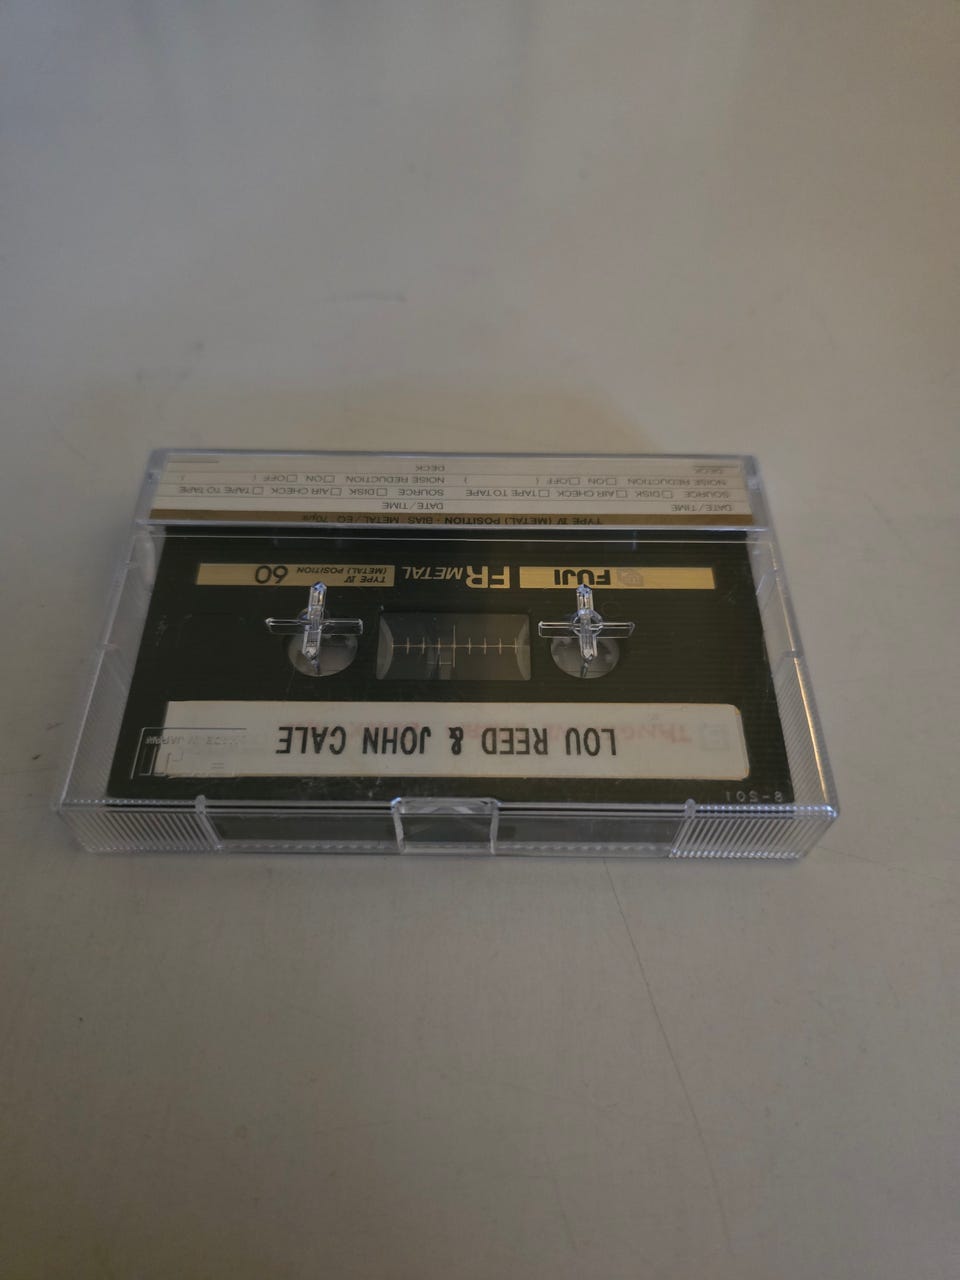 LOU REED & JOHN CALE
FUJI FR METAL TYPE IV (METAL) POSITION 60
TYPE IV (METAL) POSITION · BIAS METAL/EQ 70μs
DATE/TIME DATE/TIME
SOURCE □ DISK □ AIR CHECK □ TAPE TO TAPE SOURCE □ DISK □ AIR CHECK □ TAPE TO TAPE
NOISE REDUCTION □ ON □ OFF ( ) NOISE REDUCTION □ ON □ OFF ( )
DECK DECK